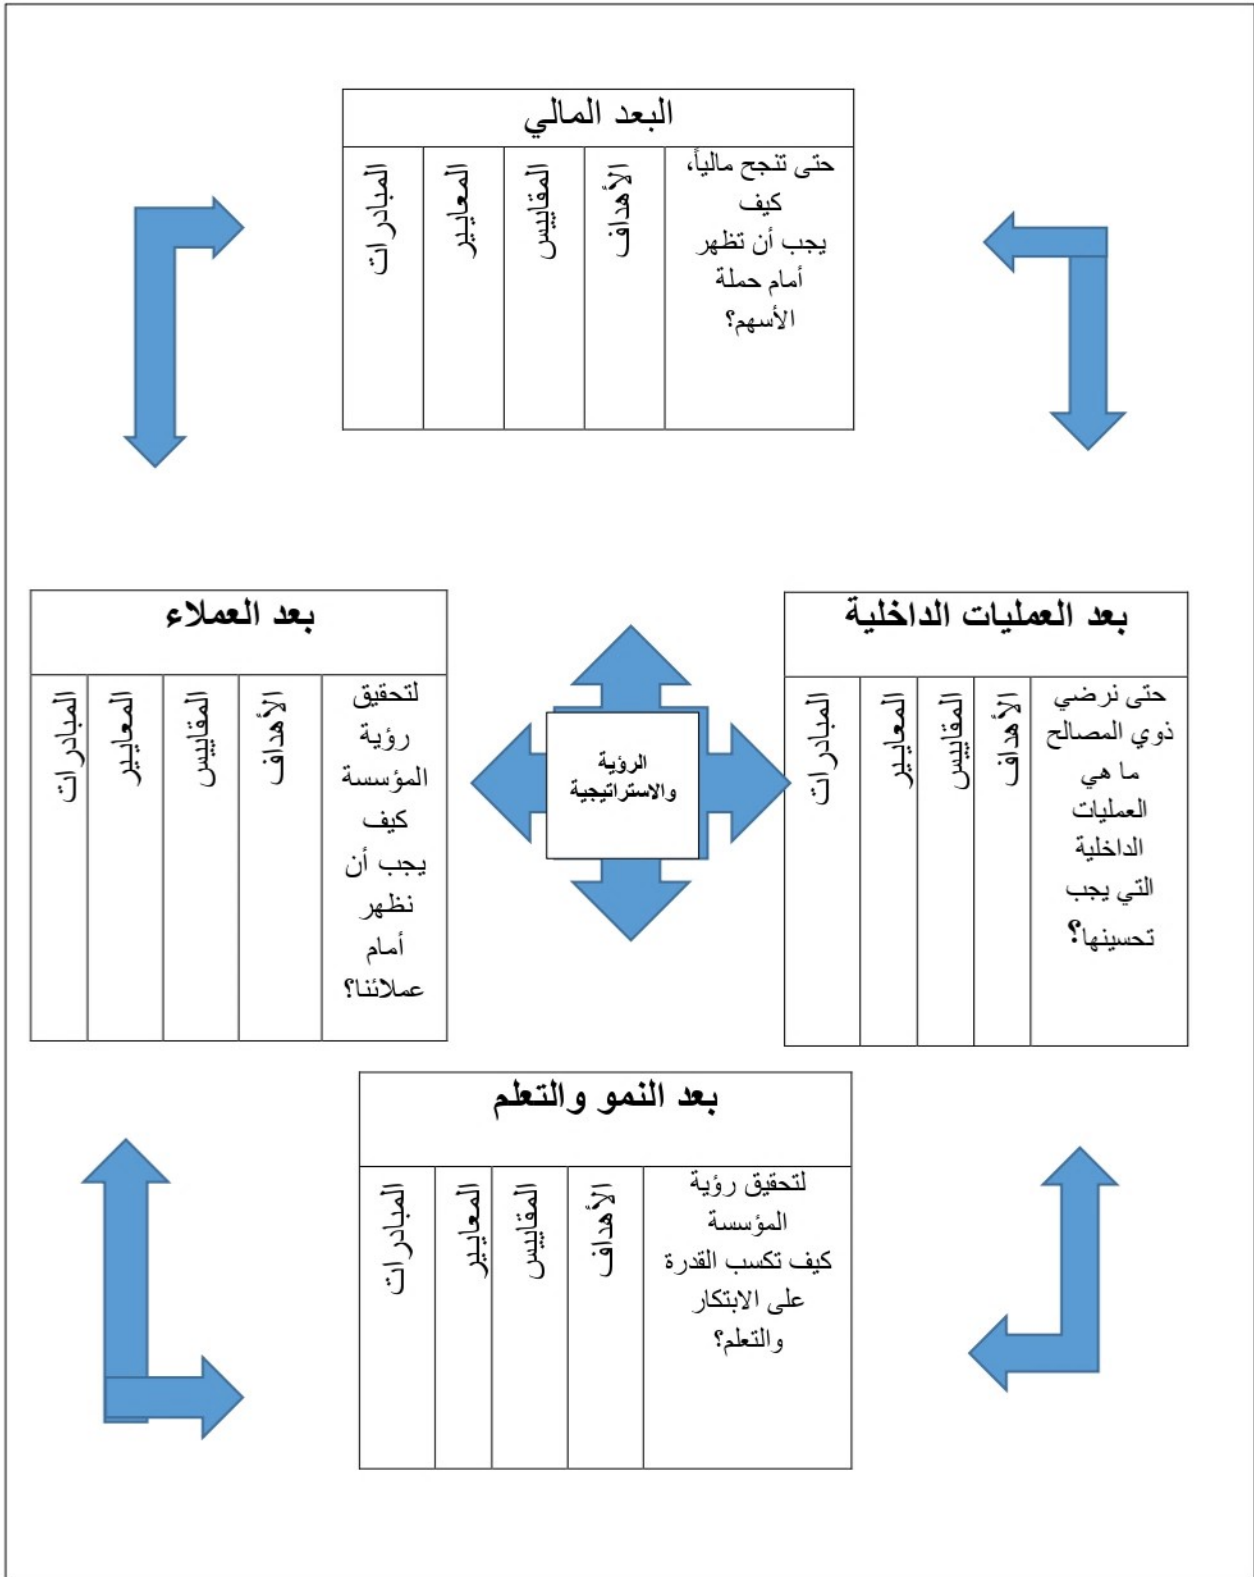 البعد المالي
حتى تنجح مالياً،
كيف
يجب أن تظهر
أمام حملة
الأسهم؟
الأهداف
المقاييس
المعايير
المبادرات
بعد العمليات الداخلية
حتى نرضي
ذوي المصالح
ما هي
العمليات
الداخلية
التي يجب
تحسينها؟
الأهداف
المقاييس
المعايير
المبادرات
الرؤية
والاستراتيجية
بعد العملاء
لتحقيق
رؤية
المؤسسة
كيف
يجب أن
نظهر
أمام
عملائنا؟
الأهداف
المقاييس
المعايير
المبادرات
بعد النمو والتعلم
لتحقيق رؤية
المؤسسة
كيف تكسب القدرة
على الابتكار
والتعلم؟
الأهداف
المقاييس
المعايير
المبادرات